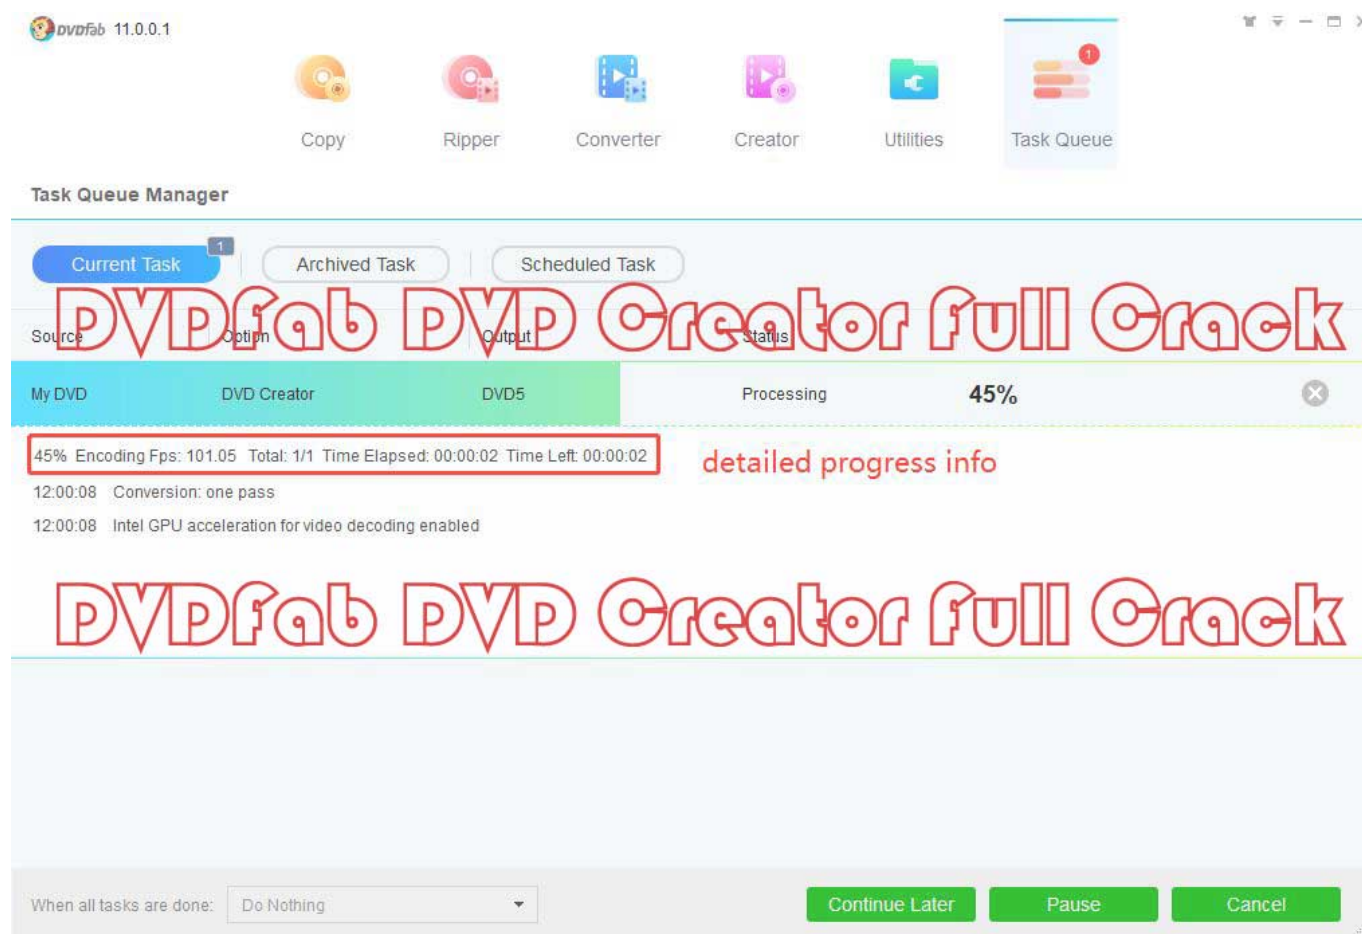 DVDFab 11.0.0.1
1
Copy Ripper Converter Creator Utilities Task Queue
Task Queue Manager
1
Current Task Archived Task Scheduled Task
DVDFab DVD Creator Full Crack
Source Option Output Status
My DVD DVD Creator DVD5 Processing 45%
45% Encoding Fps: 101.05 Total: 1/1 Time Elapsed: 00:00:02 Time Left: 00:00:02
detailed progress info
12:00:08 Conversion: one pass
12:00:08 Intel GPU acceleration for video decoding enabled
DVDFab DVD Creator Full Crack
When all tasks are done: Do Nothing Continue Later Pause Cancel